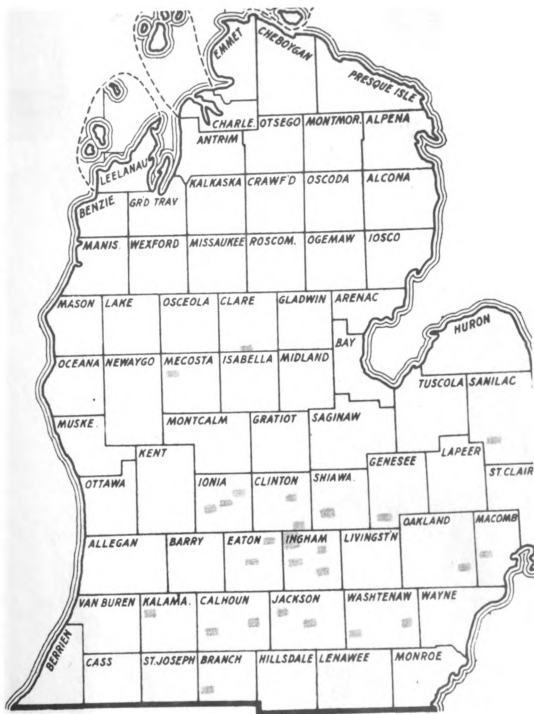 EMMET
CHEBOYGAN
PRESQUE ISLE
CHARLE.
OTSEGO
MONTMOR.
ALPENA
ANTRIM
LEELANAU
KALKASKA
CRAWF'D
OSCODA
ALCONA
BENZIE
GR'D TRAV
MANIS.
WEXFORD
MISSAUKEE
ROSCOM.
OGEMAW
IOSCO
MASON
LAKE
OSCEOLA
CLARE
GLADWIN
ARENAC
HURON
BAY
OCEANA
NEWAYGO
MECOSTA
ISABELLA
MIDLAND
TUSCOLA
SANILAC
MUSKE.
MONTCALM
GRATIOT
SAGINAW
KENT
GENESEE
LAPEER
ST.CLAIR
OTTAWA
IONIA
CLINTON
SHIAWA.
OAKLAND
MACOMB
ALLEGAN
BARRY
EATON
INGHAM
LIVINGST'N
VAN BUREN
KALAMA.
CALHOUN
JACKSON
WASHTENAW
WAYNE
BERRIEN
CASS
ST.JOSEPH
BRANCH
HILLSDALE
LENAWEE
MONROE